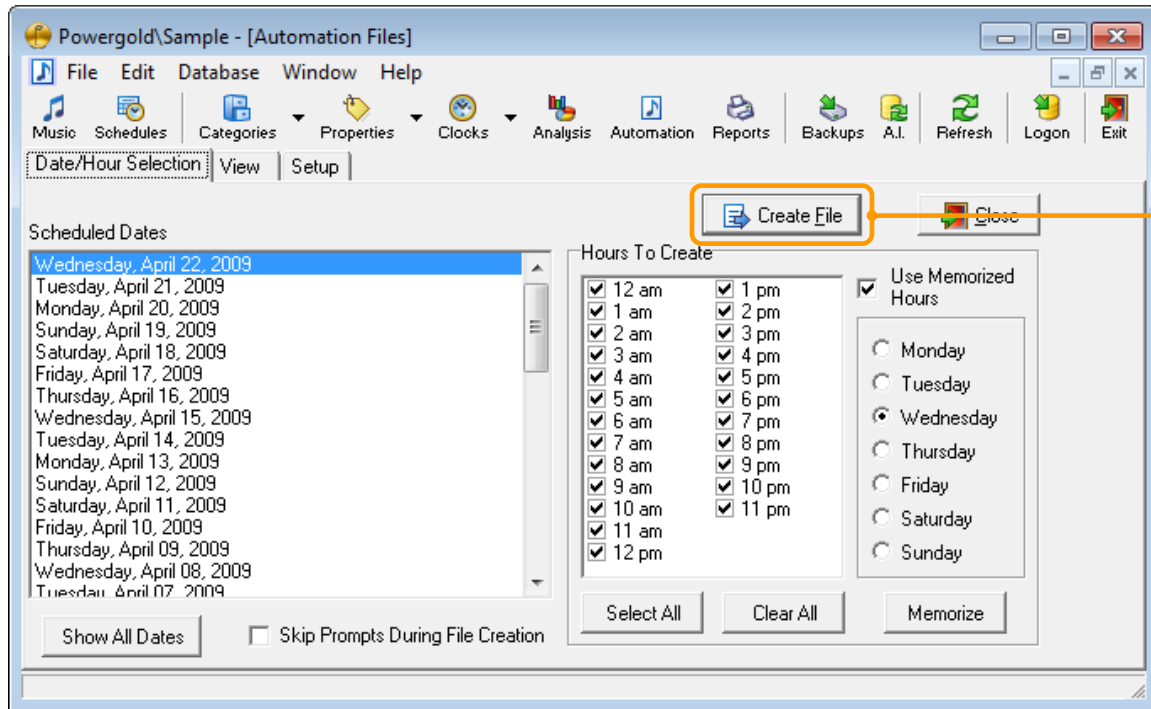 Powergold\Sample - [Automation Files]
File Edit Database Window Help
Music Schedules Categories Properties Clocks Analysis Automation Reports Backups A.I. Refresh Logon Exit
Date/Hour Selection View Setup
Create File Close
Scheduled Dates
Wednesday, April 22, 2009
Tuesday, April 21, 2009
Monday, April 20, 2009
Sunday, April 19, 2009
Saturday, April 18, 2009
Friday, April 17, 2009
Thursday, April 16, 2009
Wednesday, April 15, 2009
Tuesday, April 14, 2009
Monday, April 13, 2009
Sunday, April 12, 2009
Saturday, April 11, 2009
Friday, April 10, 2009
Thursday, April 09, 2009
Wednesday, April 08, 2009
Tuesday, April 07, 2009
Show All Dates
Skip Prompts During File Creation
Hours To Create
12 am 1 pm
1 am 2 pm
2 am 3 pm
3 am 4 pm
4 am 5 pm
5 am 6 pm
6 am 7 pm
7 am 8 pm
8 am 9 pm
9 am 10 pm
10 am 11 pm
11 am
12 pm
Select All Clear All
Use Memorized
Hours
Monday
Tuesday
Wednesday
Thursday
Friday
Saturday
Sunday
Memorize